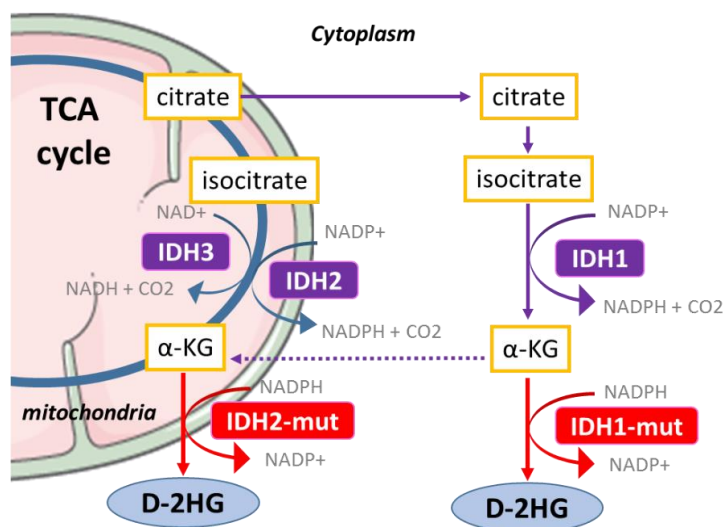 Cytoplasm
TCA
cycle
citrate
citrate
isocitrate
isocitrate
NAD+
NADP+
NADP+
IDH3
IDH2
IDH1
NADH + CO2
NADPH + CO2
NADPH + CO2
α-KG
α-KG
mitochondria
NADPH
NADPH
IDH2-mut
IDH1-mut
NADP+
NADP+
D-2HG
D-2HG